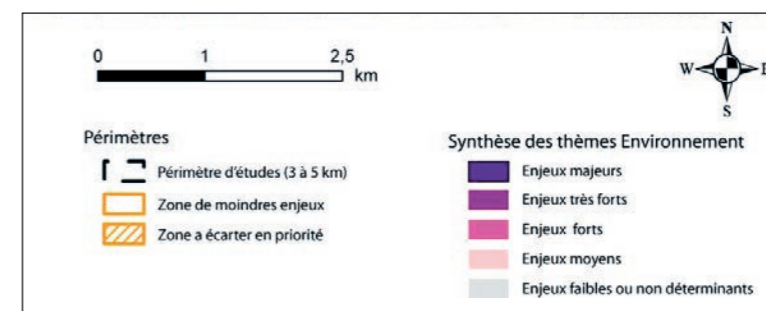 0 1 2,5
km
N
W E
S
Périmètres
Périmètre d'études (3 à 5 km)
Zone de moindres enjeux
Zone a écarter en priorité
Synthèse des thèmes Environnement
Enjeux majeurs
Enjeux très forts
Enjeux forts
Enjeux moyens
Enjeux faibles ou non déterminants